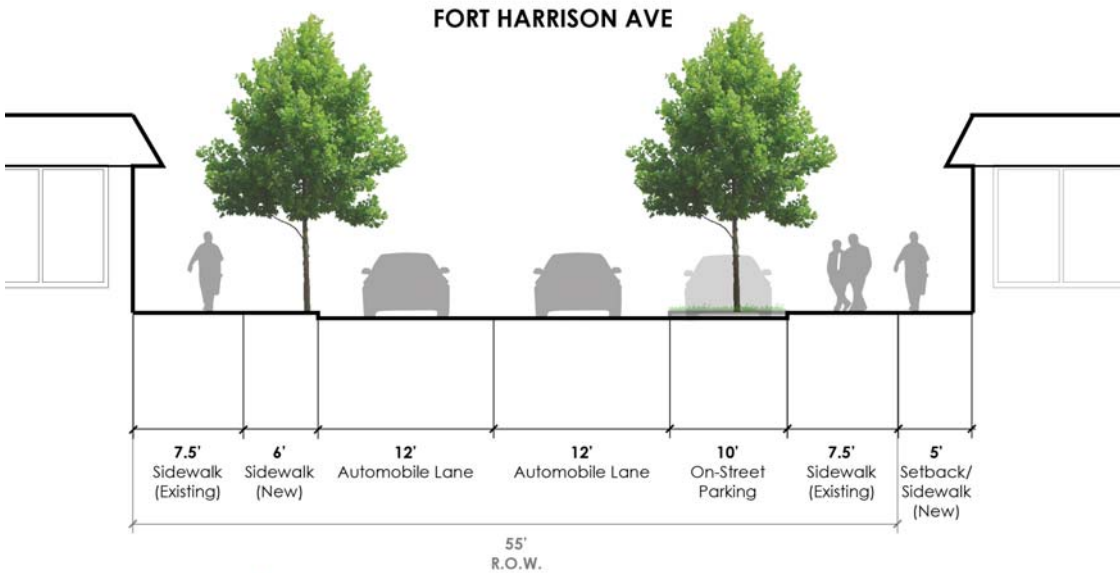 FORT HARRISON AVE
7.5'
Sidewalk
(Existing)
6'
Sidewalk
(New)
12'
Automobile Lane
12'
Automobile Lane
10'
On-Street
Parking
7.5'
Sidewalk
(Existing)
5'
Setback/
Sidewalk
(New)
55'
R.O.W.